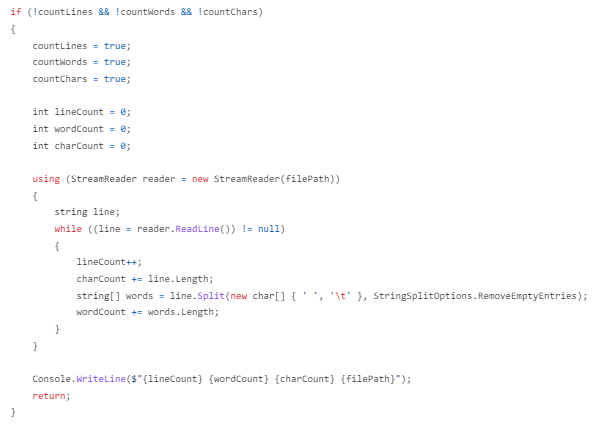 if (!countLines && !countWords && !countChars)
{
    countLines = true;
    countWords = true;
    countChars = true;

    int lineCount = 0;
    int wordCount = 0;
    int charCount = 0;

    using (StreamReader reader = new StreamReader(filePath))
    {
        string line;
        while ((line = reader.ReadLine()) != null)
        {
            lineCount++;
            charCount += line.Length;
            string[] words = line.Split(new char[] { ' ', '\t' }, StringSplitOptions.RemoveEmptyEntries);
            wordCount += words.Length;
        }
    }

    Console.WriteLine($"{lineCount} {wordCount} {charCount} {filePath}");
    return;
}